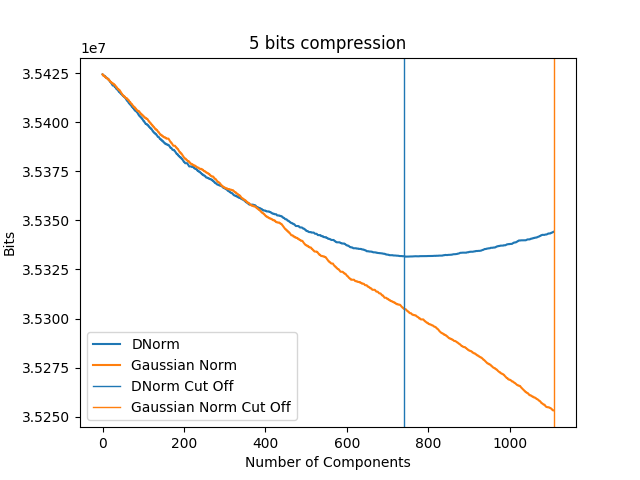 5 bits compression
1e7
3.5425
3.5400
3.5375
3.5350
3.5325
3.5300
3.5275
3.5250
Bits
DNorm
Gaussian Norm
DNorm Cut Off
Gaussian Norm Cut Off
0 200 400 600 800 1000
Number of Components